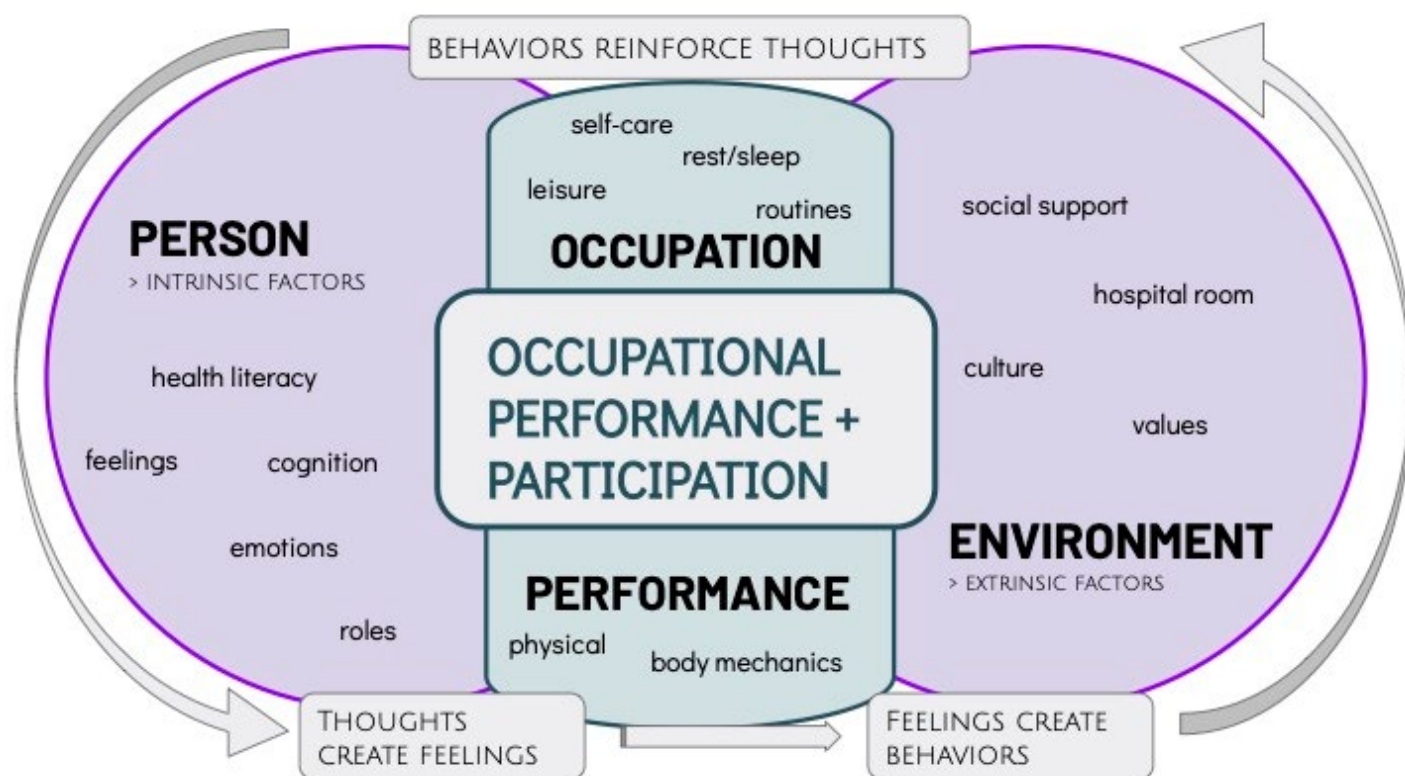 BEHAVIORS REINFORCE THOUGHTS
self-care
rest/sleep
leisure
routines
OCCUPATION
PERSON
> INTRINSIC FACTORS
health literacy
feelings
cognition
emotions
roles
OCCUPATIONAL
PERFORMANCE +
PARTICIPATION
social support
hospital room
culture
values
ENVIRONMENT
> EXTRINSIC FACTORS
PERFORMANCE
physical
body mechanics
THOUGHTS
CREATE FEELINGS
FEELINGS CREATE
BEHAVIORS